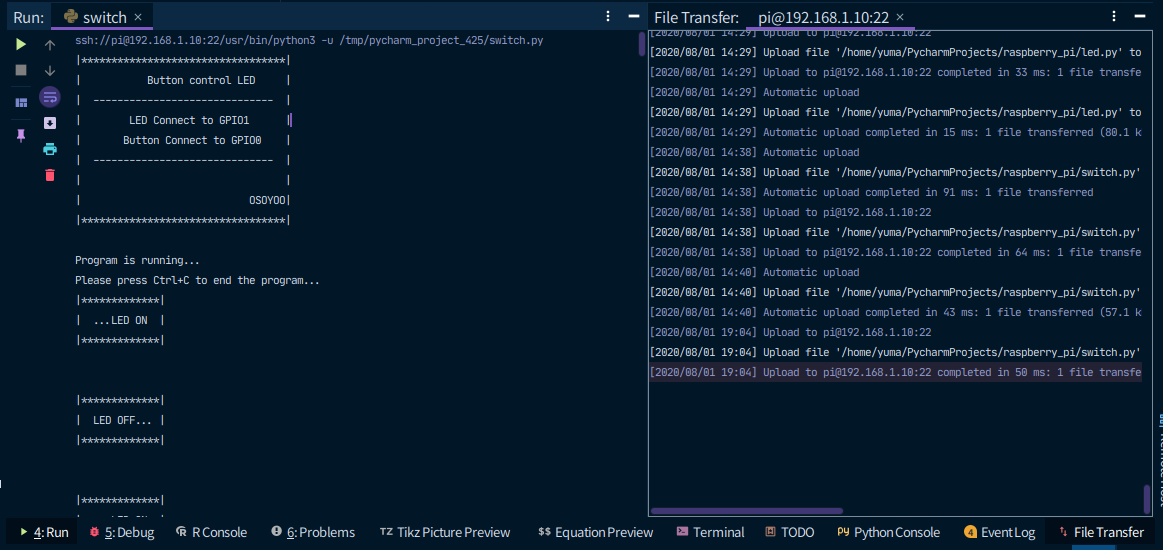 Run: switch ×
ssh://pi@192.168.1.10:22/usr/bin/python3 -u /tmp/pycharm_project_425/switch.py
|**********************************|
|           Button control LED     |
|  ------------------------------  |
|        LED Connect to GPIO1      |
|       Button Connect to GPIO0    |
|  ------------------------------  |
|                                  |
|                            OSOYOO|
|**********************************|
Program is running...
Please press Ctrl+C to end the program...
|*************|
|  ...LED ON  |
|*************|
|*************|
|  LED OFF... |
|*************|
|*************|
File Transfer: pi@192.168.1.10:22 ×
[2020/08/01 14:29] Upload to pi@192.168.1.10:22
[2020/08/01 14:29] Upload file '/home/yuma/PycharmProjects/raspberry_pi/led.py' to
[2020/08/01 14:29] Upload to pi@192.168.1.10:22 completed in 33 ms: 1 file transfe
[2020/08/01 14:29] Automatic upload
[2020/08/01 14:29] Upload file '/home/yuma/PycharmProjects/raspberry_pi/led.py' to
[2020/08/01 14:29] Automatic upload completed in 15 ms: 1 file transferred (80.1 k
[2020/08/01 14:38] Automatic upload
[2020/08/01 14:38] Upload file '/home/yuma/PycharmProjects/raspberry_pi/switch.py'
[2020/08/01 14:38] Automatic upload completed in 91 ms: 1 file transferred
[2020/08/01 14:38] Upload to pi@192.168.1.10:22
[2020/08/01 14:38] Upload file '/home/yuma/PycharmProjects/raspberry_pi/switch.py'
[2020/08/01 14:38] Upload to pi@192.168.1.10:22 completed in 64 ms: 1 file transfe
[2020/08/01 14:40] Automatic upload
[2020/08/01 14:40] Upload file '/home/yuma/PycharmProjects/raspberry_pi/switch.py'
[2020/08/01 14:40] Automatic upload completed in 43 ms: 1 file transferred (57.1 k
[2020/08/01 19:04] Upload to pi@192.168.1.10:22
[2020/08/01 19:04] Upload file '/home/yuma/PycharmProjects/raspberry_pi/switch.py'
[2020/08/01 19:04] Upload to pi@192.168.1.10:22 completed in 50 ms: 1 file transfe
4: Run 5: Debug R Console 6: Problems TZ Tikz Picture Preview $$ Equation Preview Terminal TODO Python Console 4 Event Log File Transfer